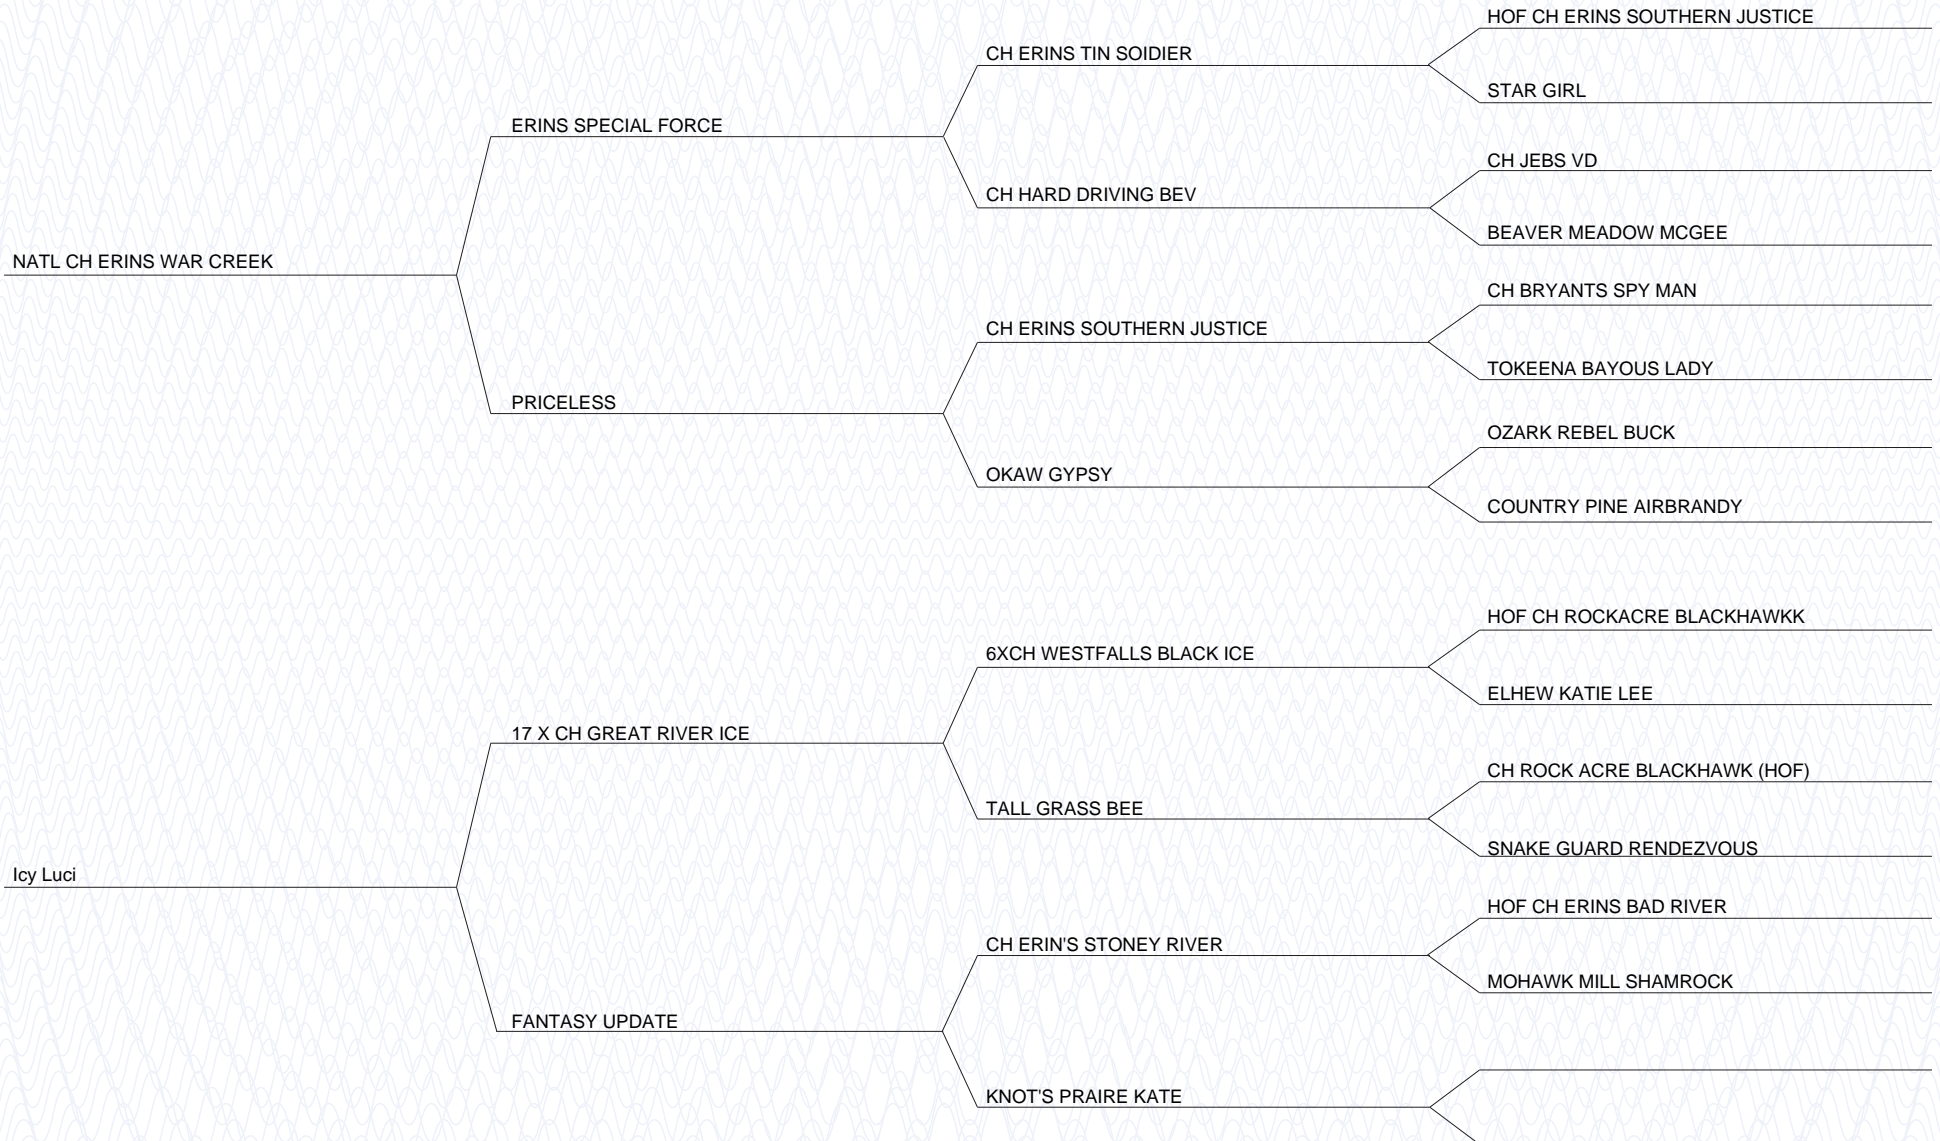 HOF CH ERINS SOUTHERN JUSTICE
CH ERINS TIN SOIDIER
STAR GIRL
ERINS SPECIAL FORCE
CH JEBS VD
CH HARD DRIVING BEV
BEAVER MEADOW MCGEE
NATL CH ERINS WAR CREEK
CH BRYANTS SPY MAN
CH ERINS SOUTHERN JUSTICE
TOKEENA BAYOUS LADY
PRICELESS
OZARK REBEL BUCK
OKAW GYPSY
COUNTRY PINE AIRBRANDY
HOF CH ROCKACRE BLACKHAWKK
6XCH WESTFALLS BLACK ICE
ELHEW KATIE LEE
17 X CH GREAT RIVER ICE
CH ROCK ACRE BLACKHAWK (HOF)
TALL GRASS BEE
SNAKE GUARD RENDEZVOUS
Icy Luci
HOF CH ERINS BAD RIVER
CH ERIN'S STONEY RIVER
MOHAWK MILL SHAMROCK
FANTASY UPDATE
KNOT'S PRAIRE KATE